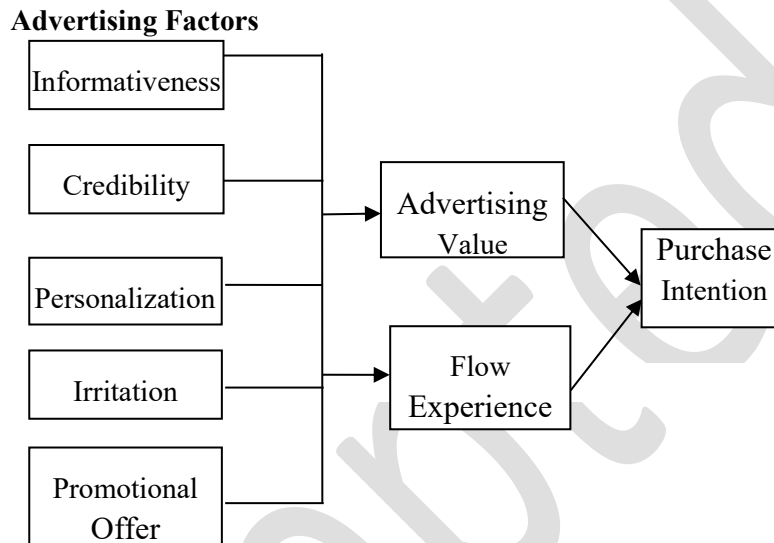 Advertising Factors
Informativeness
Credibility
Personalization
Irritation
Promotional
Offer
Advertising
Value
Flow
Experience
Purchase
Intention